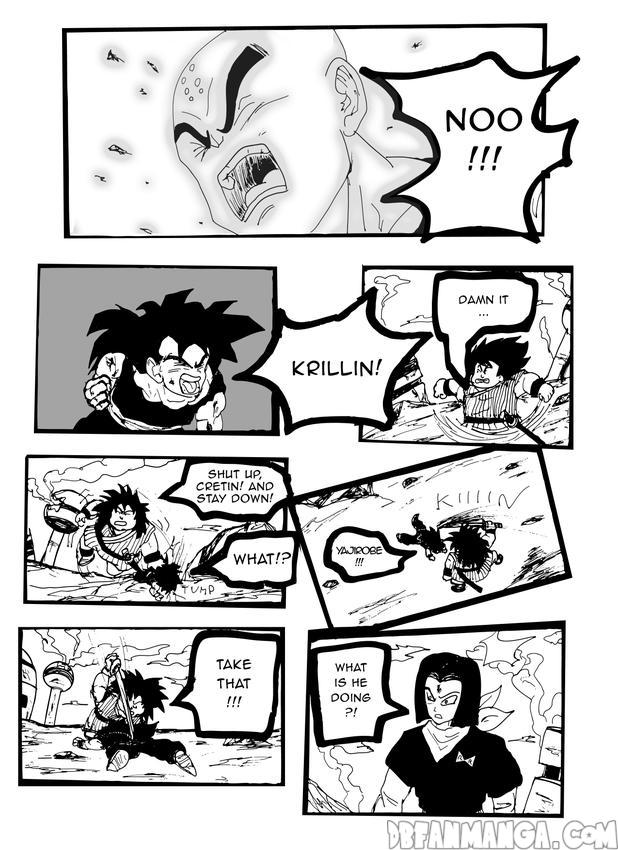 NOO
!!!
KRILLIN!
DAMN IT
...
SHUT UP,
CRETIN! AND
STAY DOWN!
WHAT!?
TUMP
KIIIIN
YAJIROBE
!!!
TAKE
THAT
!!!
WHAT
IS HE
DOING
?!
DBFANMANGA.COM